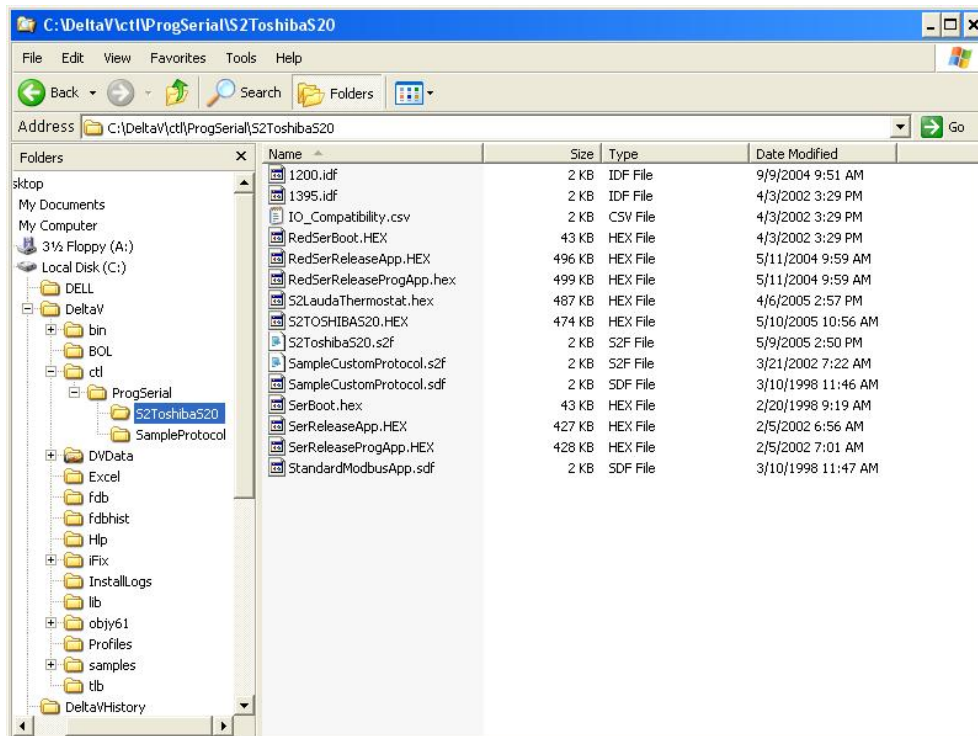 C:\DeltaV\ctl\ProgSerial\S2ToshibaS20
File Edit View Favorites Tools Help
Back Search Folders
Address C:\DeltaV\ctl\ProgSerial\S2ToshibaS20 Go
Folders
sktop
My Documents
My Computer
3½ Floppy (A:)
Local Disk (C:)
DELL
DeltaV
bin
BOL
ctl
ProgSerial
S2ToshibaS20
SampleProtocol
DVData
Excel
fdb
fdbhist
Hlp
iFix
InstallLogs
lib
objy61
Profiles
samples
tlb
DeltaVHistory
Name Size Type Date Modified
1200.idf 2 KB IDF File 9/9/2004 9:51 AM
1395.idf 2 KB IDF File 4/3/2002 3:29 PM
IO_Compatibility.csv 2 KB CSV File 4/3/2002 3:29 PM
RedSerBoot.HEX 43 KB HEX File 4/3/2002 3:29 PM
RedSerReleaseApp.HEX 496 KB HEX File 5/11/2004 9:59 AM
RedSerReleaseProgApp.hex 499 KB HEX File 5/11/2004 9:59 AM
S2LaudaThermostat.hex 487 KB HEX File 4/6/2005 2:57 PM
S2TOSHIBAS20.HEX 474 KB HEX File 5/10/2005 10:56 AM
S2ToshibaS20.s2f 2 KB S2F File 5/9/2005 2:50 PM
SampleCustomProtocol.s2f 2 KB S2F File 3/21/2002 7:22 AM
SampleCustomProtocol.sdf 2 KB SDF File 3/10/1998 11:46 AM
SerBoot.hex 43 KB HEX File 2/20/1998 9:19 AM
SerReleaseApp.HEX 427 KB HEX File 2/5/2002 6:56 AM
SerReleaseProgApp.HEX 428 KB HEX File 2/5/2002 7:01 AM
StandardModbusApp.sdf 2 KB SDF File 3/10/1998 11:47 AM